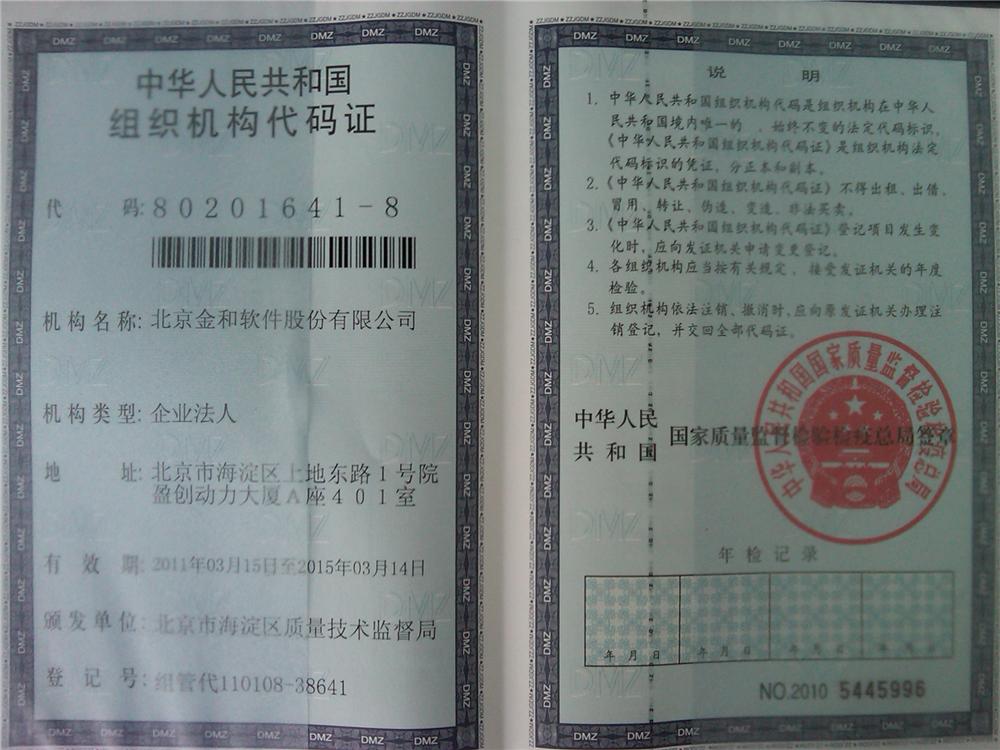 中华人民共和国
组织机构代码证
代 码: 80201641-8
机构名称: 北京金和软件股份有限公司
机构类型: 企业法人
地 址: 北京市海淀区上地东路1号院
盈创动力大厦A座401室
有 效 期: 2011年03月15日至2015年03月14日
颁发单位: 北京市海淀区质量技术监督局
登 记 号: 组管代110108-38641
说 明
1. 中华人民共和国组织机构代码是组织机构在中华人
民共和国境内唯一的 、始终不变的法定代码标识,
《中华人民共和国组织机构代码证》是组织机构法定
代码标识的凭证, 分正本和副本。
2.《中华人民共和国组织机构代码证》不得出租、出借、
冒用、转让、伪造、变造、非法买卖。
3.《中华人民共和国组织机构代码证》登记项目发生变
化时, 应向发证机关申请变更登记。
4. 各组织机构应当按有关规定 , 接受发证机关的年度
检验。
5. 组织机构依法注销、撤消时, 应向原发证机关办理注
销登记, 并交回全部代码证。
中华人民
共和国
国家质量监督检验检疫总局签章
中华人民共和国国家质量监督检验检疫总局
年检记录
年 月 日 年 月 日 年 月 日 年 月 日
NO.2010 5445996